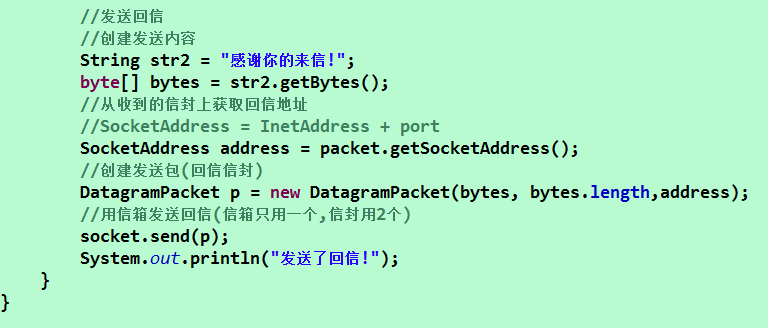 //发送回信
//创建发送内容
String str2 = "感谢你的来信!";
byte[] bytes = str2.getBytes();
//从收到的信封上获取回信地址
//SocketAddress = InetAddress + port
SocketAddress address = packet.getSocketAddress();
//创建发送包(回信信封)
DatagramPacket p = new DatagramPacket(bytes, bytes.length,address);
//用信箱发送回信(信箱只用一个,信封用2个)
socket.send(p);
System.out.println("发送了回信!");
}
}